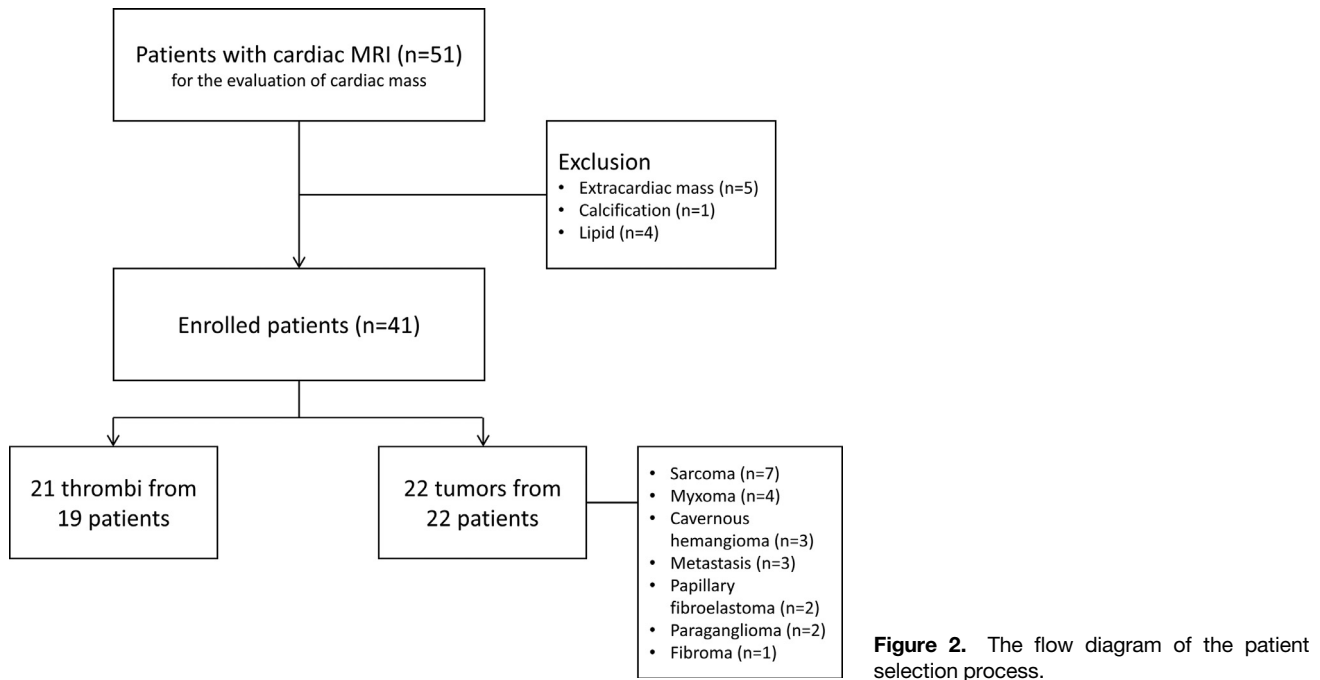 Patients with cardiac MRI (n=51)
for the evaluation of cardiac mass
Exclusion
• Extracardiac mass (n=5)
• Calcification (n=1)
• Lipid (n=4)
Enrolled patients (n=41)
21 thrombi from
19 patients
22 tumors from
22 patients
• Sarcoma (n=7)
• Myxoma (n=4)
• Cavernous
hemangioma (n=3)
• Metastasis (n=3)
• Papillary
fibroelastoma (n=2)
• Paraganglioma (n=2)
• Fibroma (n=1)
Figure 2. The flow diagram of the patient
selection process.